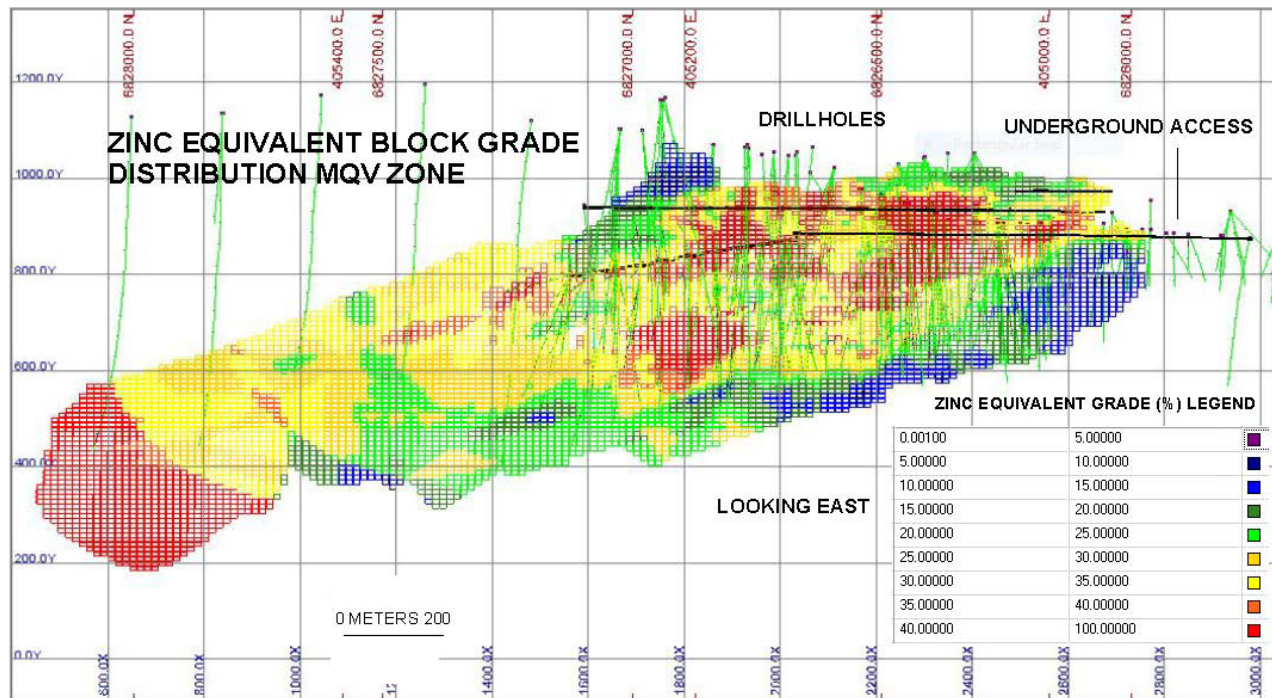 6828000.0 N
405400.0 E
6827500.0 N
6827000.0 N
405200.0 E
6826500.0 N
405000.0 E
6826000.0 N
1200.0Y
ZINC EQUIVALENT BLOCK GRADE
DISTRIBUTION MQV ZONE
DRILLHOLES
UNDERGROUND ACCESS
1000.0Y
800.0Y
600.0Y
400.0Y
200.0Y
0.0Y
LOOKING EAST
ZINC EQUIVALENT GRADE (%) LEGEND
0.00100 5.00000
5.00000 10.00000
10.00000 15.00000
15.00000 20.00000
20.00000 25.00000
25.00000 30.00000
30.00000 35.00000
35.00000 40.00000
40.00000 100.00000
0 METERS 200
600.0X
800.0X
1000.0X
12
1400.0X
1600.0X
1800.0X
2000.0X
2200.0X
2400.0X
2600.0X
2800.0X
3000.0X